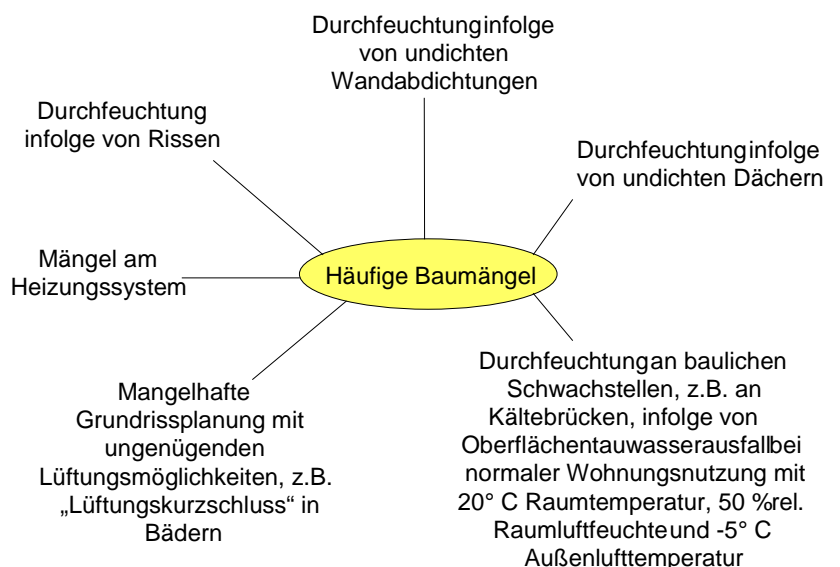 Durchfeuchtunginfolge
von undichten
Wandabdichtungen
Durchfeuchtung
infolge von Rissen
Durchfeuchtunginfolge
von undichten Dächern
Mängel am
Heizungssystem
Häufige Baumängel
Mangelhafte
Grundrissplanung mit
ungenügenden
Lüftungsmöglichkeiten, z.B.
„Lüftungskurzschluss“ in
Bädern
Durchfeuchtungan baulichen
Schwachstellen, z.B. an
Kältebrücken, infolge von
Oberflächentauwasserausfallbei
normaler Wohnungsnutzung mit
20° C Raumtemperatur, 50 %rel.
Raumluftfeuchteund -5° C
Außenlufttemperatur